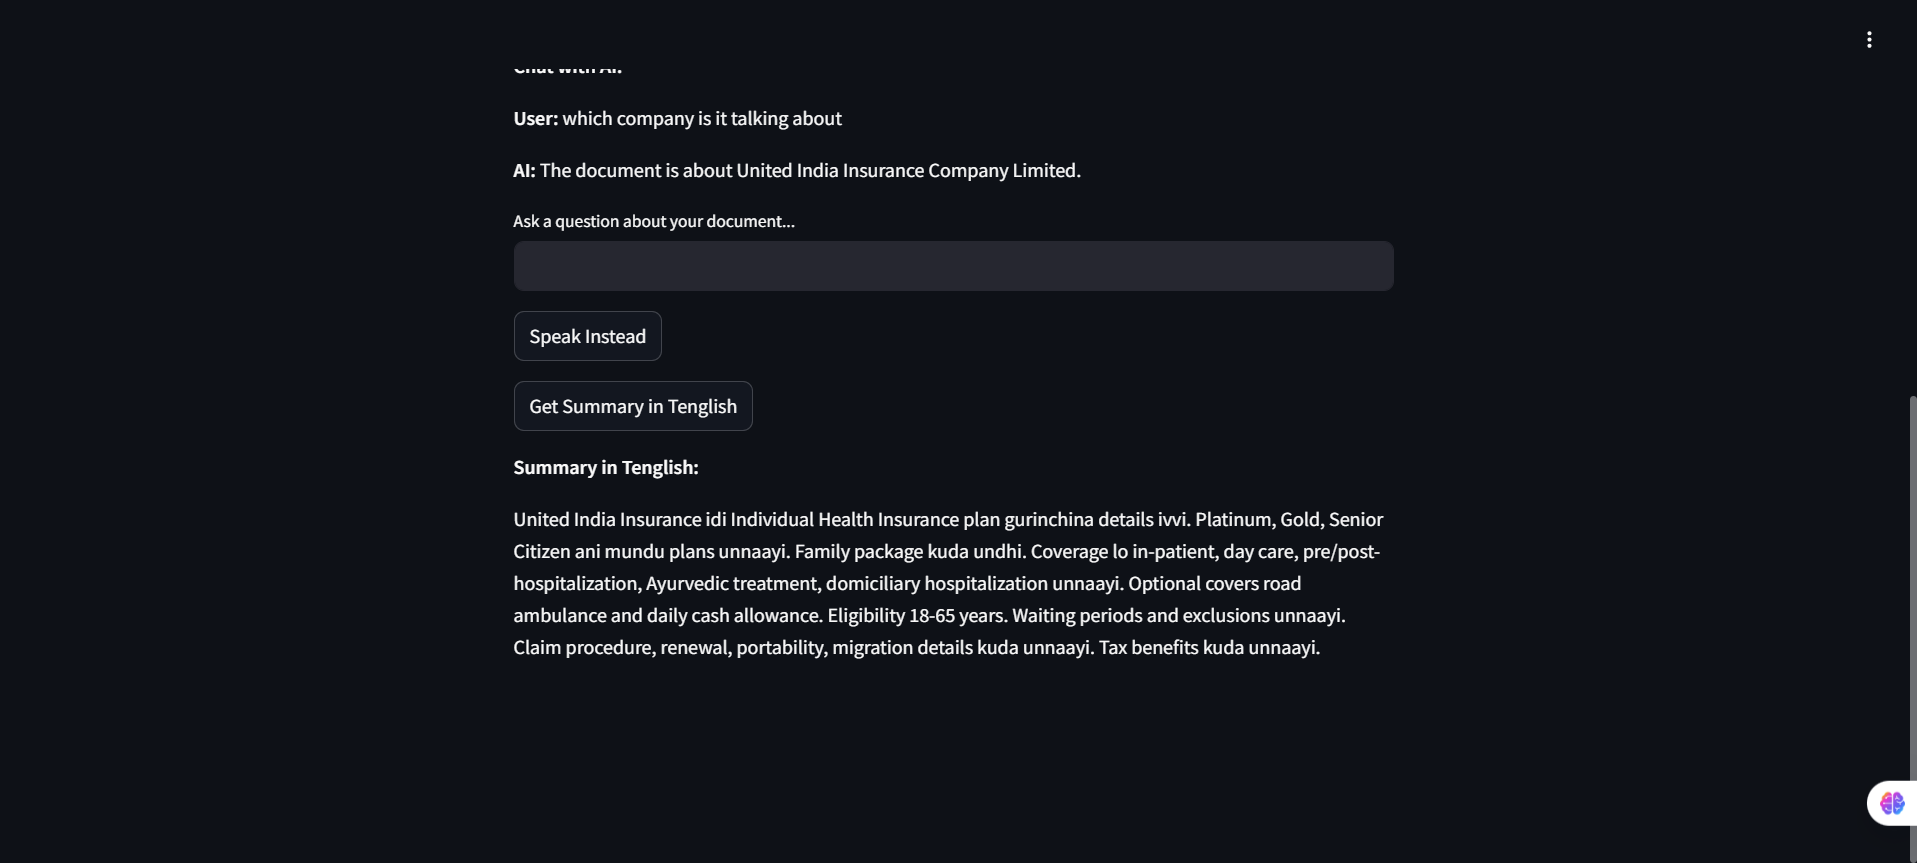 Chat with AI:
User: which company is it talking about
AI: The document is about United India Insurance Company Limited.
Ask a question about your document...
Speak Instead
Get Summary in Tenglish
Summary in Tenglish:
United India Insurance idi Individual Health Insurance plan gurinchina details ivvi. Platinum, Gold, Senior
Citizen ani mundu plans unnaayi. Family package kuda undhi. Coverage lo in-patient, day care, pre/post-
hospitalization, Ayurvedic treatment, domiciliary hospitalization unnaayi. Optional covers road
ambulance and daily cash allowance. Eligibility 18-65 years. Waiting periods and exclusions unnaayi.
Claim procedure, renewal, portability, migration details kuda unnaayi. Tax benefits kuda unnaayi.